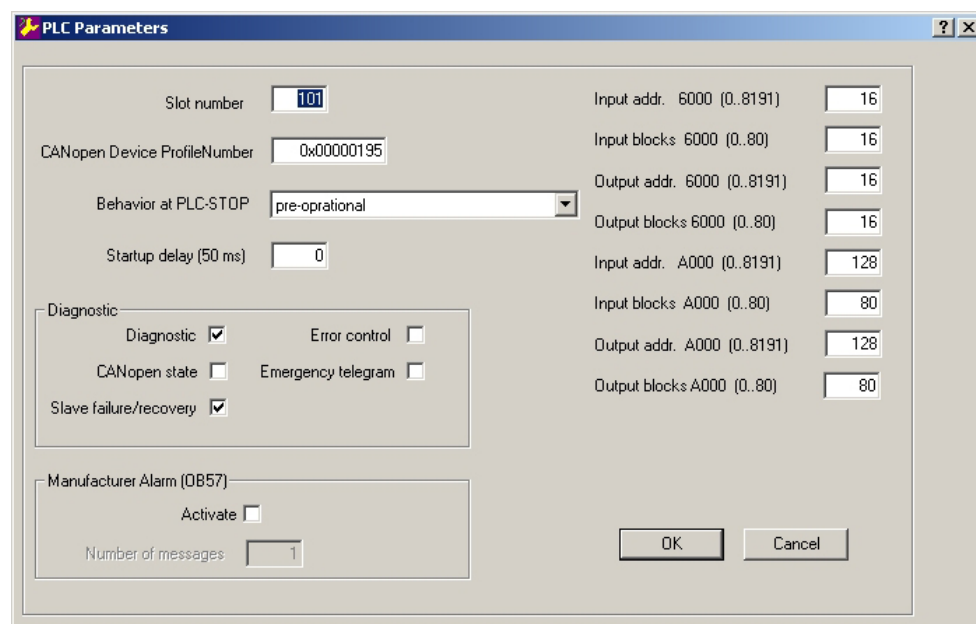 PLC Parameters
Slot number 101
CANopen Device ProfileNumber 0x00000195
Behavior at PLC-STOP pre-oprational
Startup delay (50 ms) 0
Diagnostic
Diagnostic Error control
CANopen state Emergency telegram
Slave failure/recovery
Manufacturer Alarm (OB57)
Activate
Number of messages 1
Input addr. 6000 (0..8191) 16
Input blocks 6000 (0..80) 16
Output addr. 6000 (0..8191) 16
Output blocks 6000 (0..80) 16
Input addr. A000 (0..8191) 128
Input blocks A000 (0..80) 80
Output addr. A000 (0..8191) 128
Output blocks A000 (0..80) 80
OK Cancel